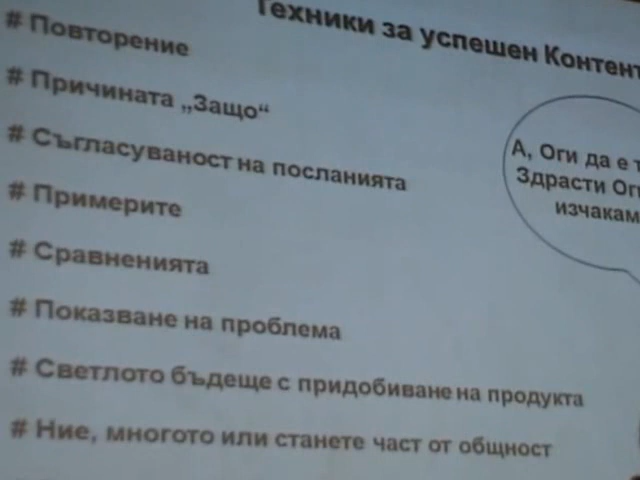 Техники за успешен Контент
# Повторение
# Причината „Защо“
# Съгласуваност на посланията
# Примерите
# Сравненията
# Показване на проблема
# Светлото бъдеще с придобиване на продукта
# Ние, многото или станете част от общност
А, Оги да е
Здрасти
изчакам